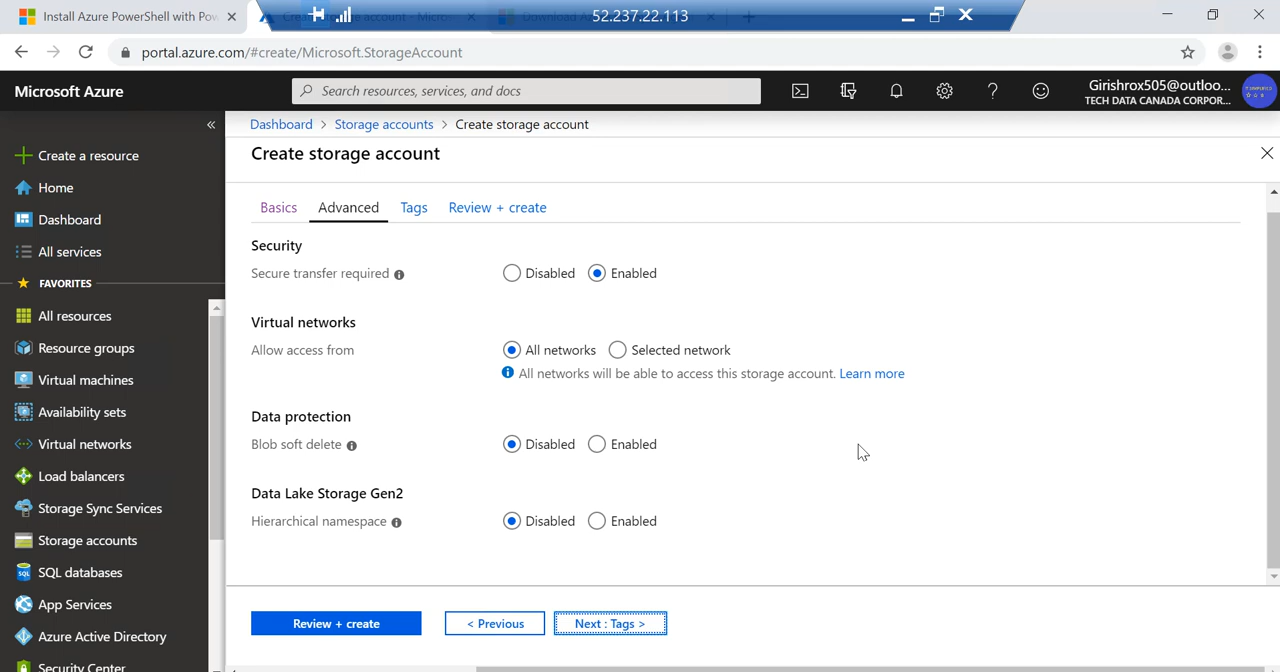 Install Azure PowerShell with Pow
Create storage account - Micros
Download A
52.237.22.113
portal.azure.com/#create/Microsoft.StorageAccount
Microsoft Azure
Search resources, services, and docs
Girishrox505@outloo...
TECH DATA CANADA CORPOR...
Dashboard > Storage accounts > Create storage account
Create storage account
Create a resource
Home
Dashboard
All services
FAVORITES
All resources
Resource groups
Virtual machines
Availability sets
Virtual networks
Load balancers
Storage Sync Services
Storage accounts
SQL databases
App Services
Azure Active Directory
Security Center
Basics Advanced Tags Review + create
Security
Secure transfer required Disabled Enabled
Virtual networks
Allow access from All networks Selected network
All networks will be able to access this storage account. Learn more
Data protection
Blob soft delete Disabled Enabled
Data Lake Storage Gen2
Hierarchical namespace Disabled Enabled
Review + create < Previous Next : Tags >